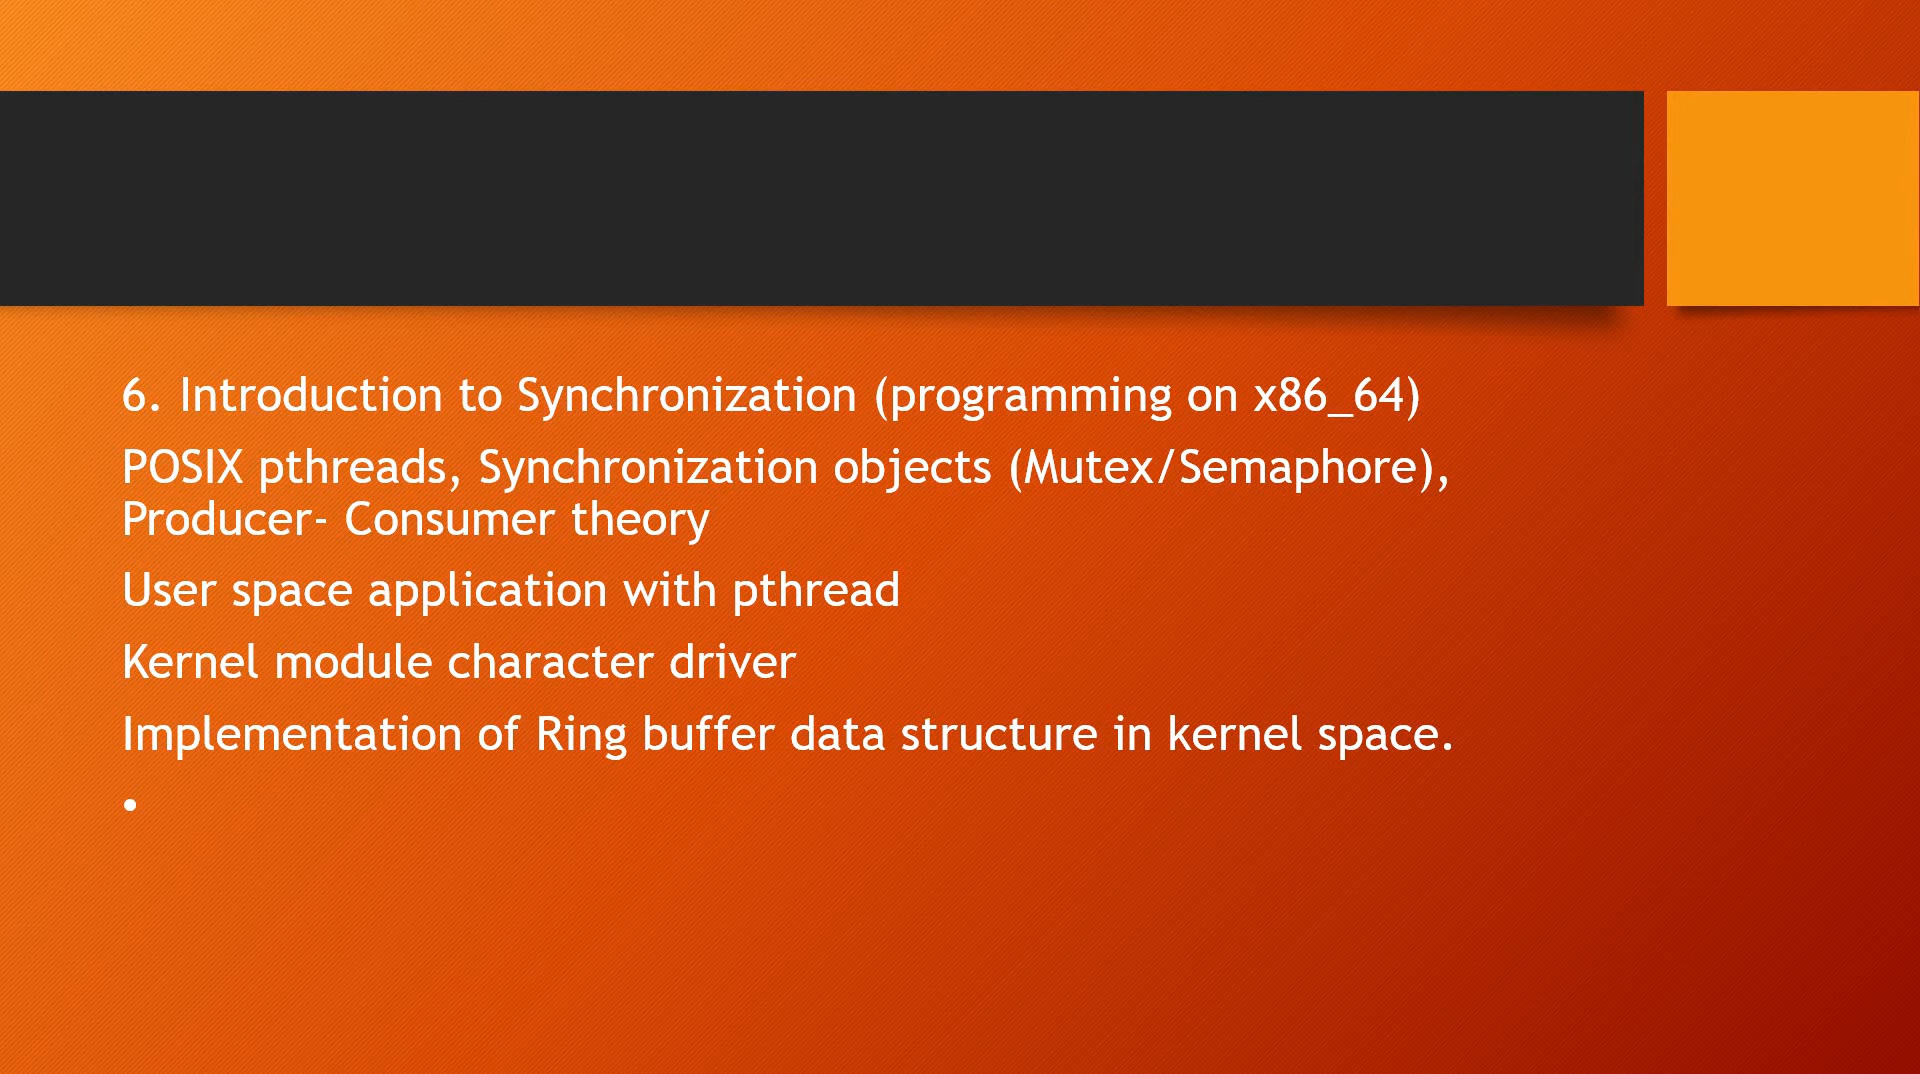 6. Introduction to Synchronization (programming on x86_64)
POSIX pthreads, Synchronization objects (Mutex/Semaphore),
Producer- Consumer theory
User space application with pthread
Kernel module character driver
Implementation of Ring buffer data structure in kernel space.
•